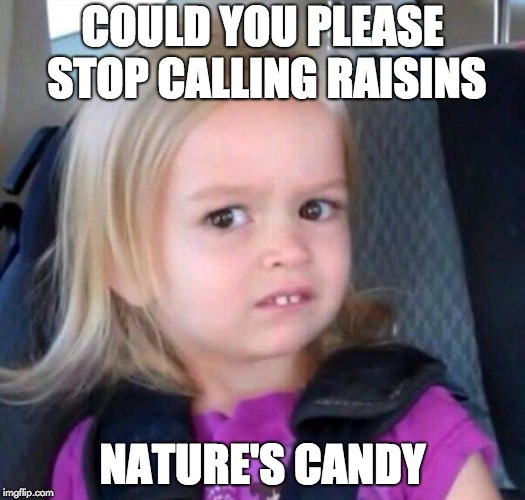 COULD YOU PLEASE
STOP CALLING RAISINS
NATURE'S CANDY
imgflip.com